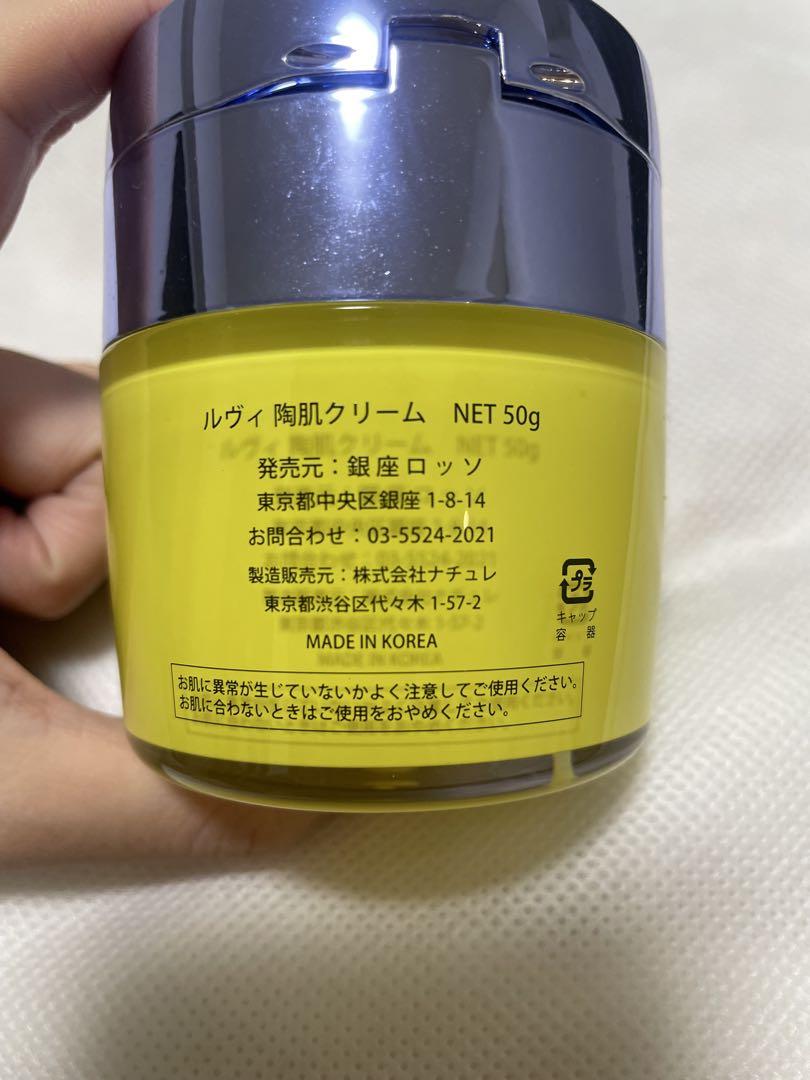 ルヴィ 陶肌クリーム NET 50g
発売元：銀座ロッソ
東京都中央区銀座 1-8-14
お問合わせ：03-5524-2021
製造販売元：株式会社ナチュレ
東京都渋谷区代々木 1-57-2
MADE IN KOREA
お肌に異常が生じていないかよく注意してご使用ください。
お肌に合わないときはご使用をおやめください。
プラ
キャップ
容器